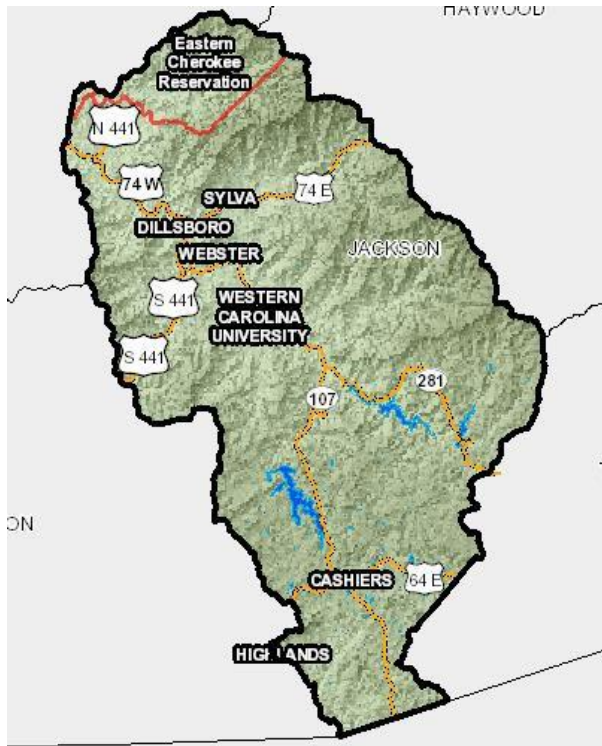 HAYWOOD
Eastern
Cherokee
Reservation
N 441
74 W
SYLVA
74 E
DILLSBORO
JACKSON
WEBSTER
S 441
WESTERN
CAROLINA
UNIVERSITY
S 441
281
107
ON
CASHIERS
64 E
HIGHLANDS